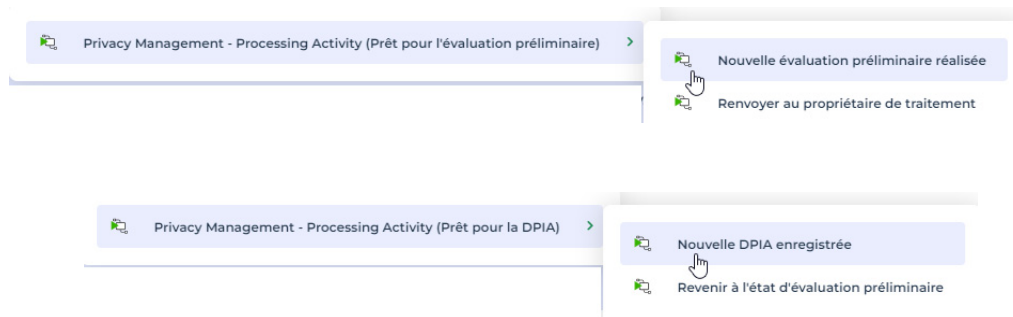 Privacy Management - Processing Activity (Prêt pour l'évaluation préliminaire)
Nouvelle évaluation préliminaire réalisée
Renvoyer au propriétaire de traitement
Privacy Management - Processing Activity (Prêt pour la DPIA)
Nouvelle DPIA enregistrée
Revenir à l'état d'évaluation préliminaire